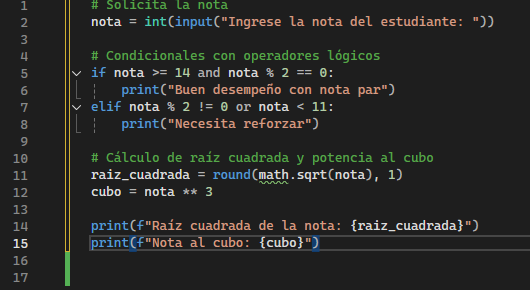 1 # Solicita la nota
2 nota = int(input("Ingrese la nota del estudiante: "))
3
4 # Condicionales con operadores lógicos
5 if nota >= 14 and nota % 2 == 0:
6     print("Buen desempeño con nota par")
7 elif nota % 2 != 0 or nota < 11:
8     print("Necesita reforzar")
9
10 # Cálculo de raíz cuadrada y potencia al cubo
11 raiz_cuadrada = round(math.sqrt(nota), 1)
12 cubo = nota ** 3
13
14 print(f"Raíz cuadrada de la nota: {raiz_cuadrada}")
15 print(f"Nota al cubo: {cubo}")
16
17